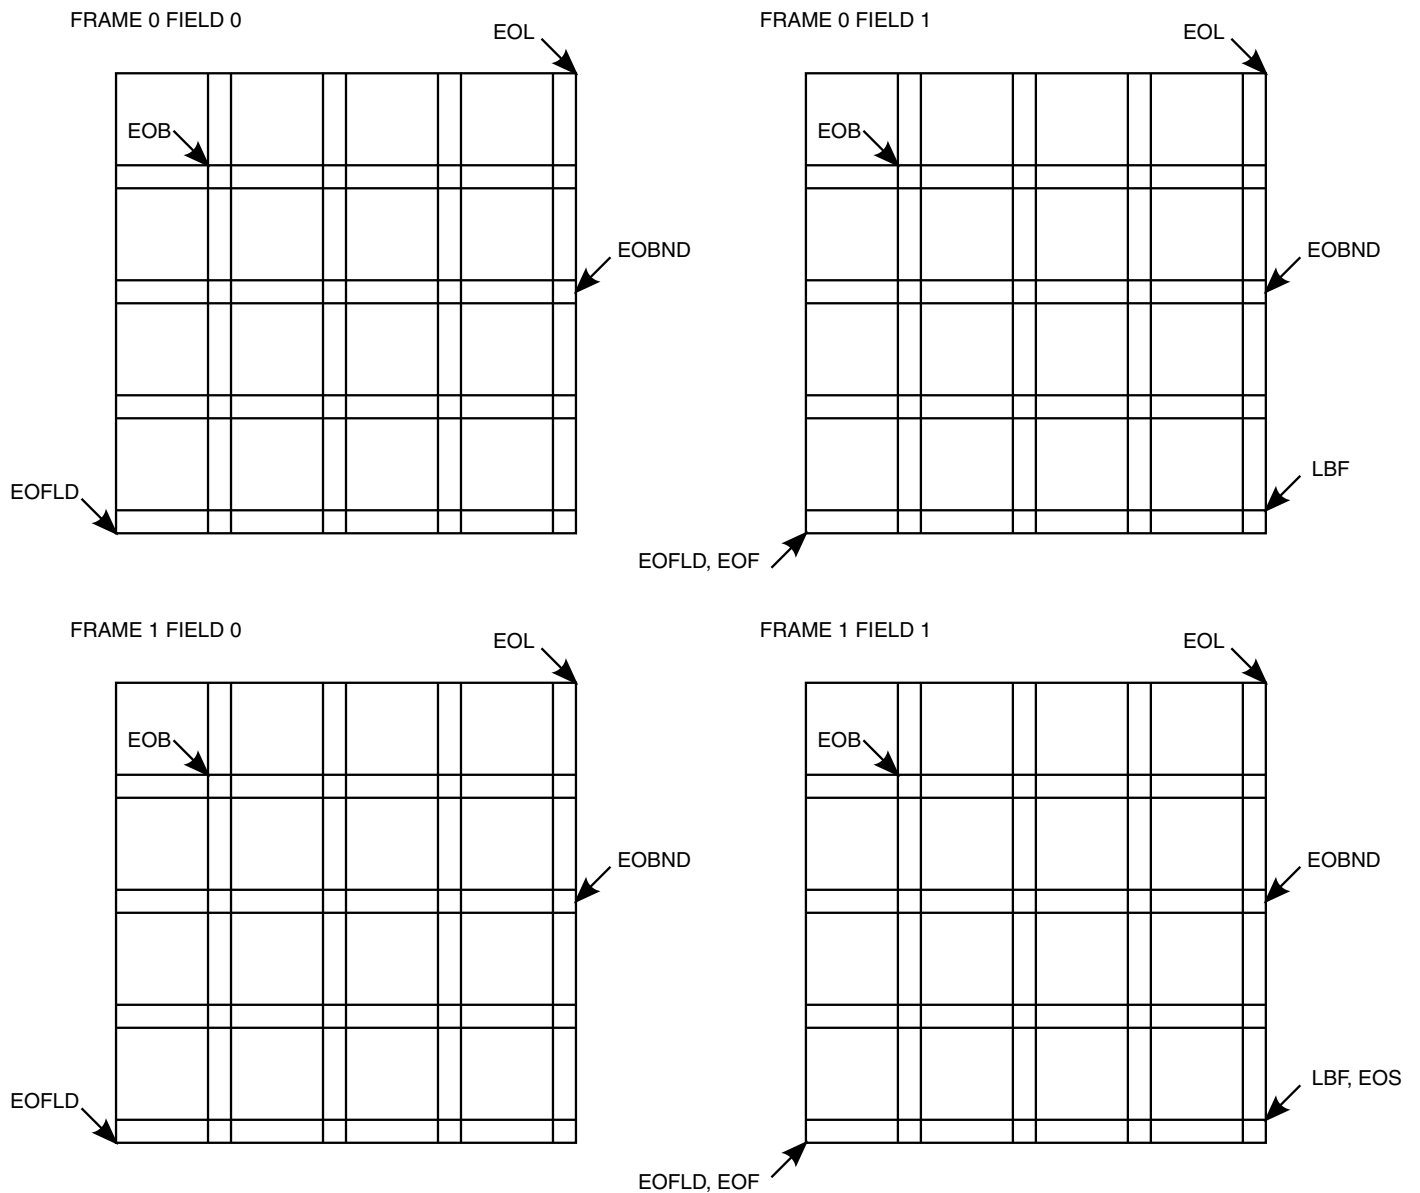 FRAME 0 FIELD 0
EOL
EOB
EOBND
EOFLD
FRAME 0 FIELD 1
EOL
EOB
EOBND
LBF
EOFLD, EOF
FRAME 1 FIELD 0
EOL
EOB
EOBND
EOFLD
FRAME 1 FIELD 1
EOL
EOB
EOBND
LBF, EOS
EOFLD, EOF